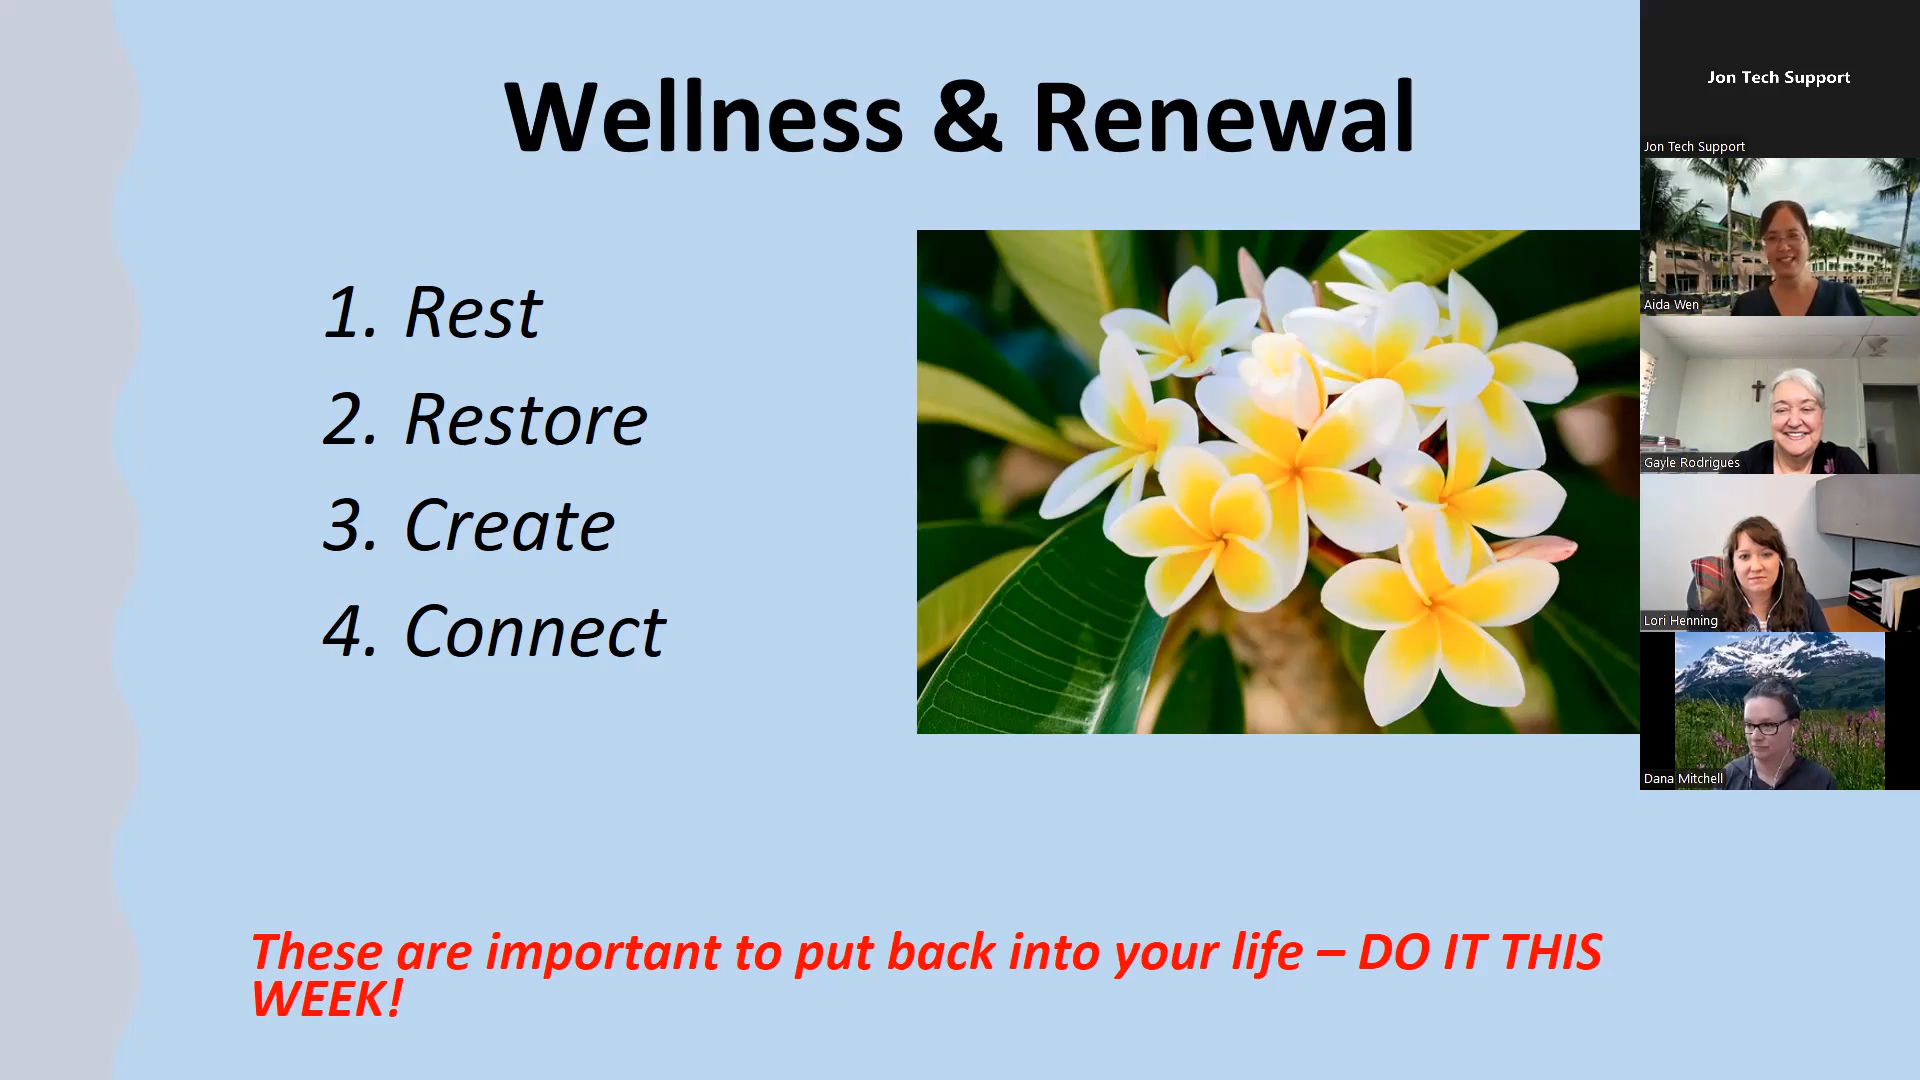 Wellness & Renewal
1. Rest
2. Restore
3. Create
4. Connect
These are important to put back into your life – DO IT THIS
WEEK!
Jon Tech Support
Jon Tech Support
Aida Wen
Gayle Rodrigues
Lori Henning
Dana Mitchell